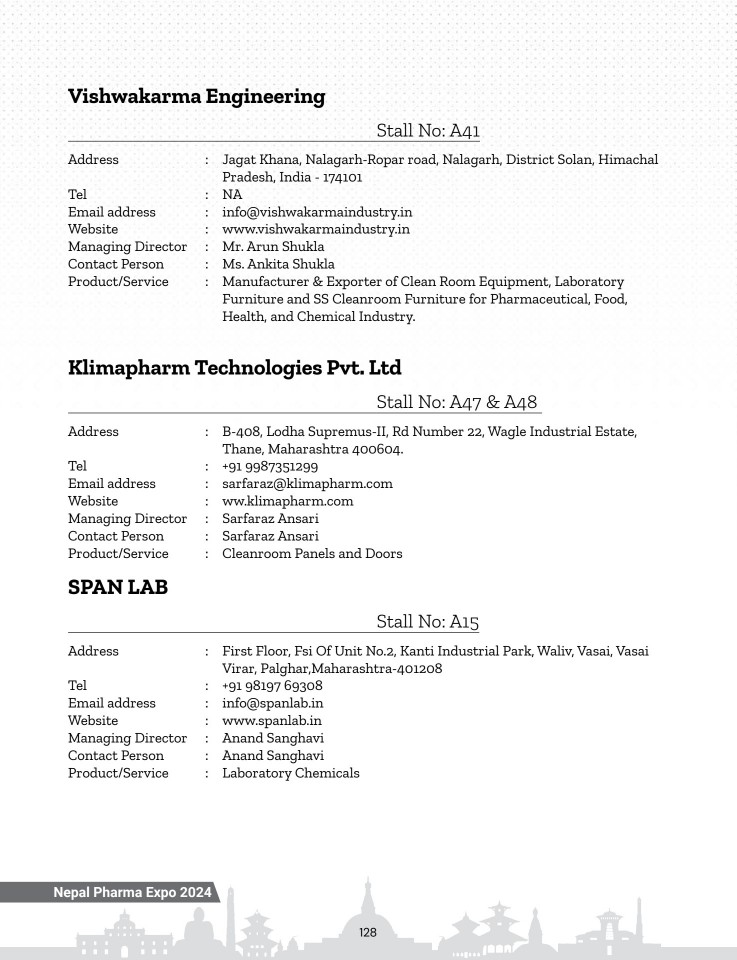 Vishwakarma Engineering
Stall No: A41
Address : Jagat Khana, Nalagarh-Ropar road, Nalagarh, District Solan, Himachal
Pradesh, India - 174101
Tel : NA
Email address : info@vishwakarmaindustry.in
Website : www.vishwakarmaindustry.in
Managing Director : Mr. Arun Shukla
Contact Person : Ms. Ankita Shukla
Product/Service : Manufacturer & Exporter of Clean Room Equipment, Laboratory
Furniture and SS Cleanroom Furniture for Pharmaceutical, Food,
Health, and Chemical Industry.
Klimapharm Technologies Pvt. Ltd
Stall No: A47 & A48
Address : B-408, Lodha Supremus-II, Rd Number 22, Wagle Industrial Estate,
Thane, Maharashtra 400604.
Tel : +91 9987351299
Email address : sarfaraz@klimapharm.com
Website : ww.klimapharm.com
Managing Director : Sarfaraz Ansari
Contact Person : Sarfaraz Ansari
Product/Service : Cleanroom Panels and Doors
SPAN LAB
Stall No: A15
Address : First Floor, Fsi Of Unit No.2, Kanti Industrial Park, Waliv, Vasai, Vasai
Virar, Palghar,Maharashtra-401208
Tel : +91 98197 69308
Email address : info@spanlab.in
Website : www.spanlab.in
Managing Director : Anand Sanghavi
Contact Person : Anand Sanghavi
Product/Service : Laboratory Chemicals
Nepal Pharma Expo 2024
128